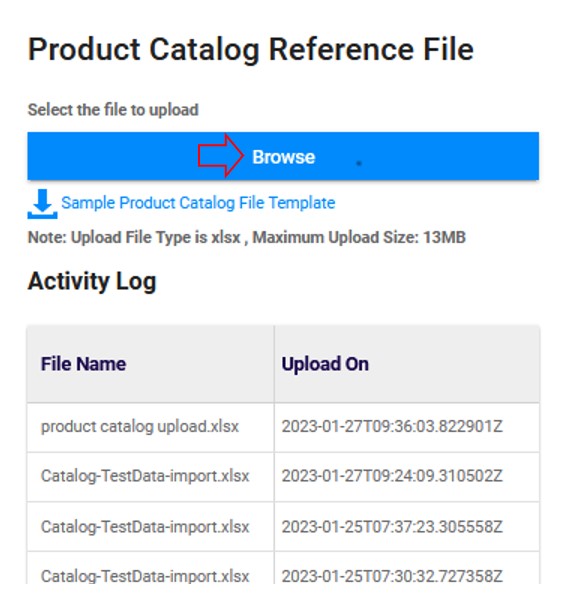 Product Catalog Reference File
Select the file to upload
Browse
Sample Product Catalog File Template
Note: Upload File Type is xlsx , Maximum Upload Size: 13MB
Activity Log
File Name Upload On
product catalog upload.xlsx 2023-01-27T09:36:03.822901Z
Catalog-TestData-import.xlsx 2023-01-27T09:24:09.310502Z
Catalog-TestData-import.xlsx 2023-01-25T07:37:23.305558Z
Catalog-TestData-import.xlsx 2023-01-25T07:30:32.727358Z